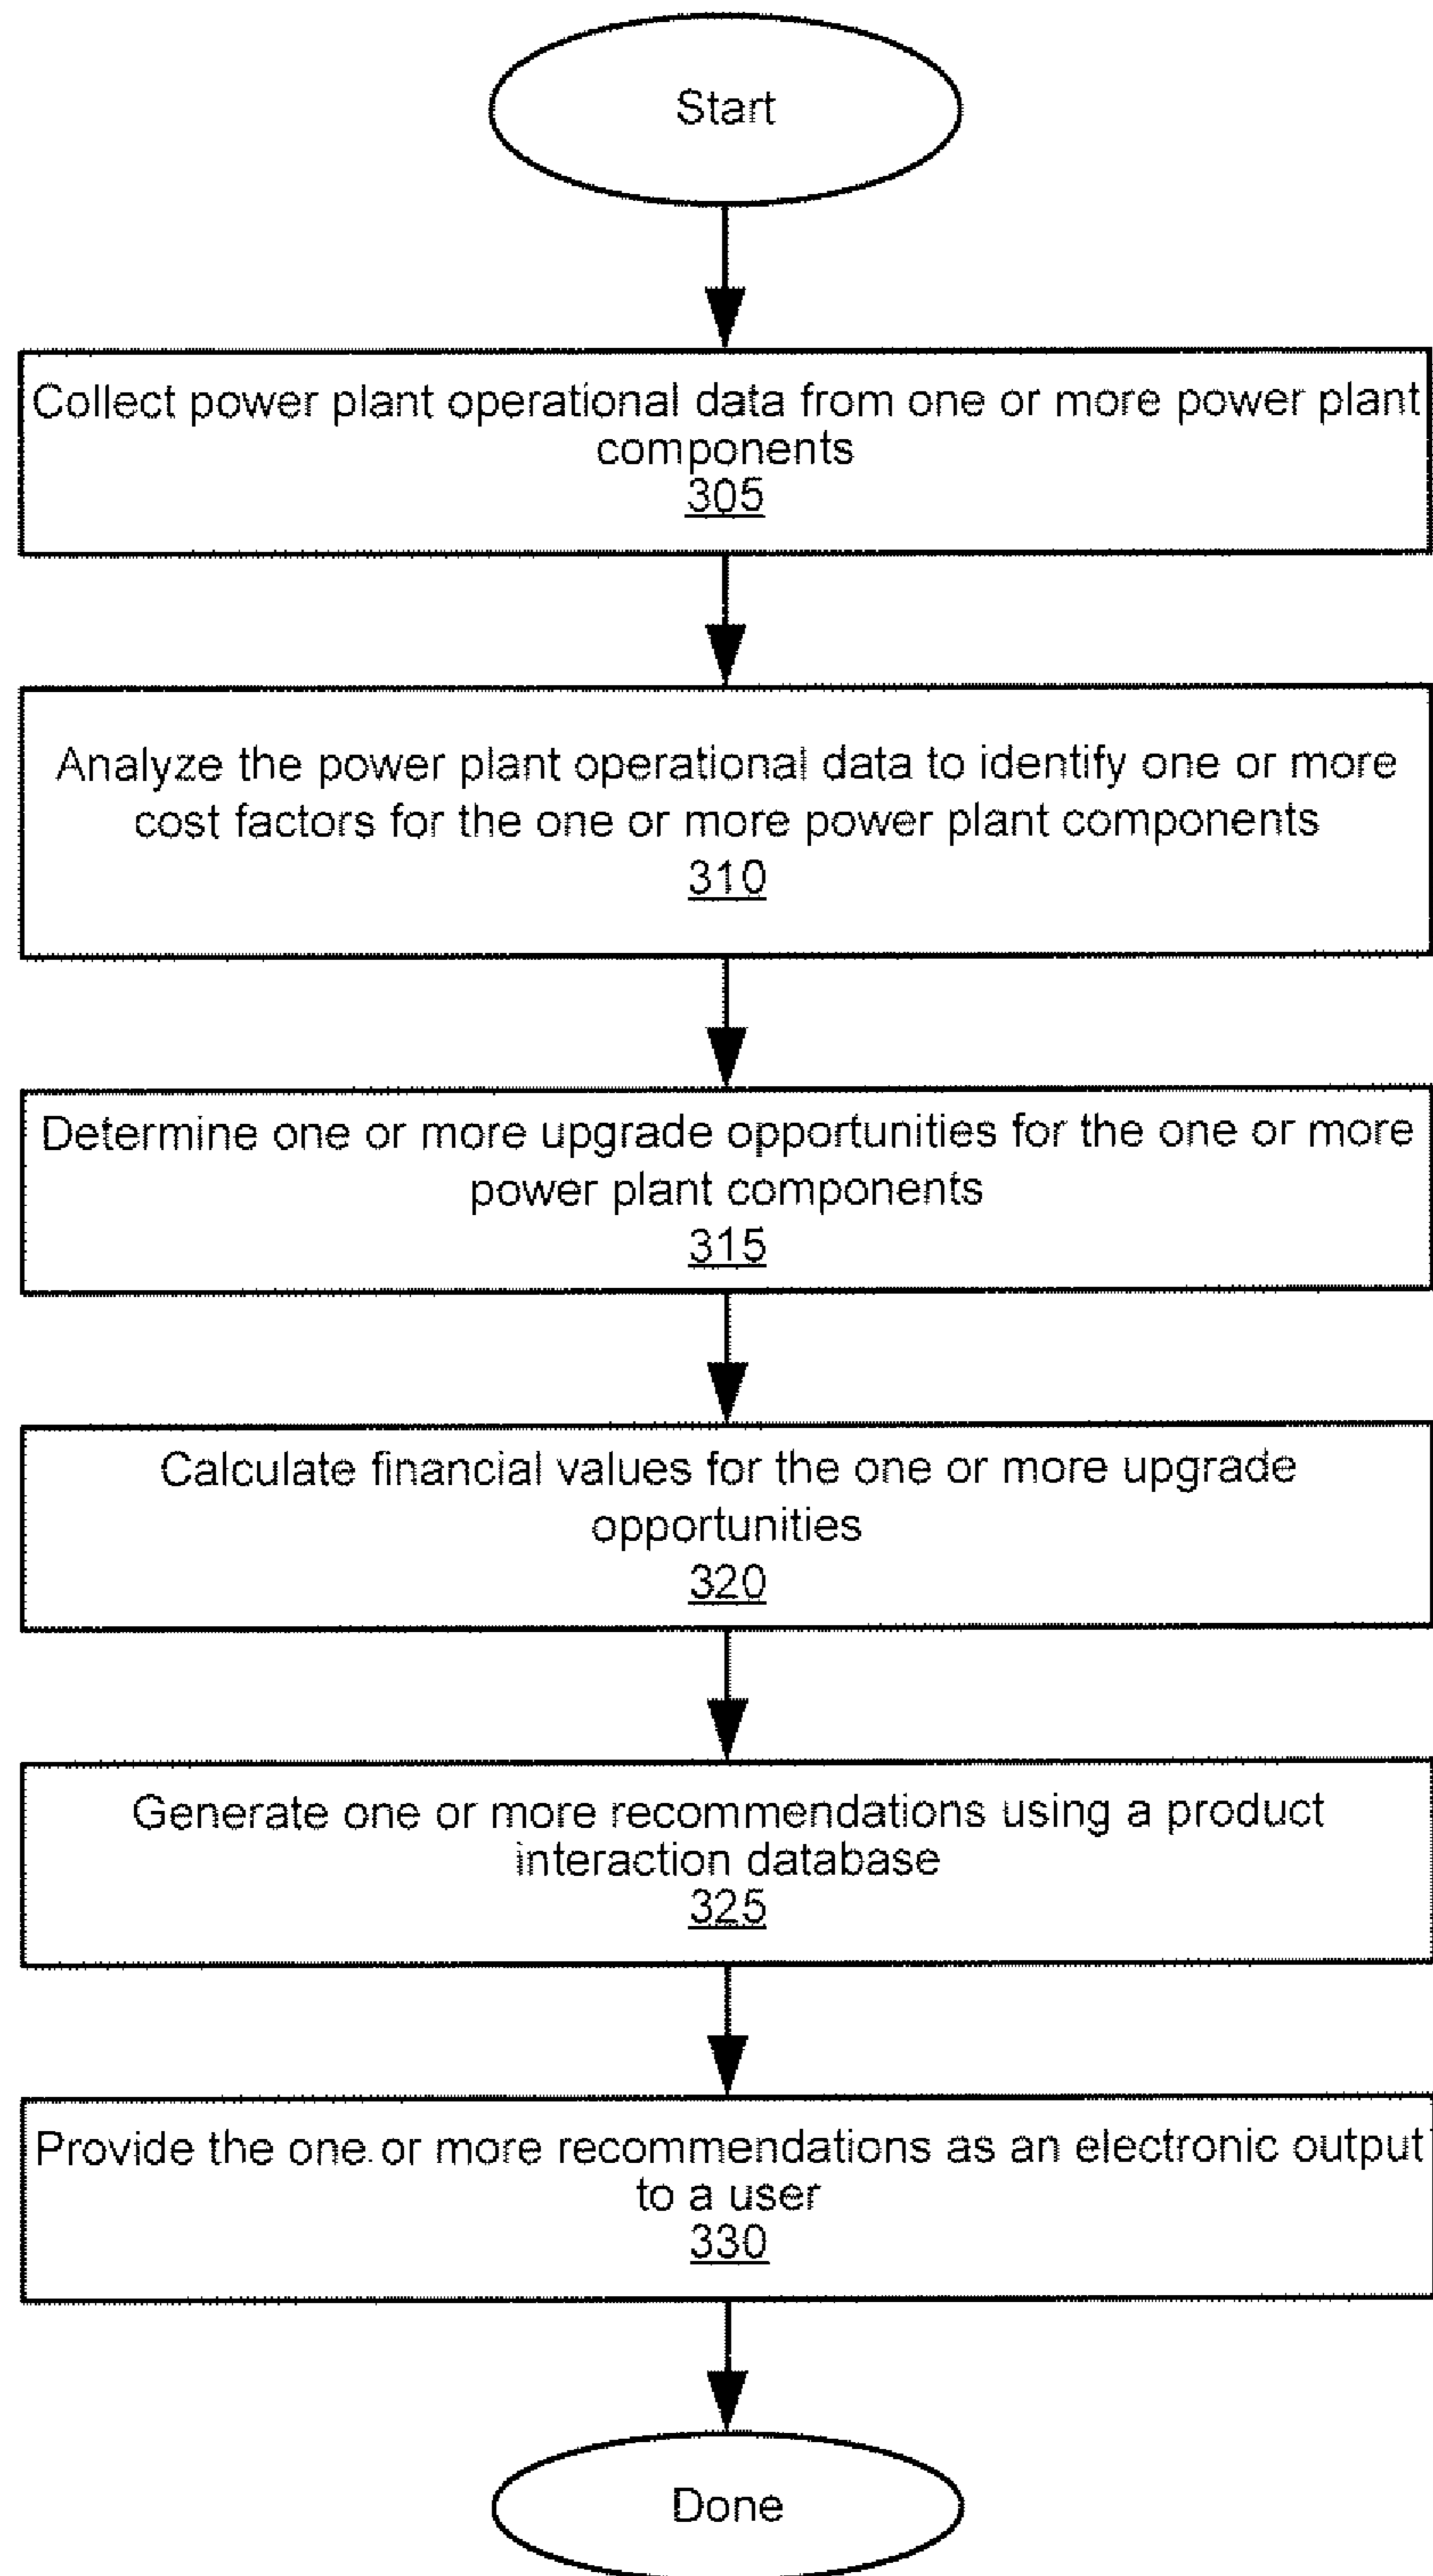 Start
Collect power plant operational data from one or more power plant
components
305
Analyze the power plant operational data to identify one or more
cost factors for the one or more power plant components
310
Determine one or more upgrade opportunities for the one or more
power plant components
315
Calculate financial values for the one or more upgrade
opportunities
320
Generate one or more recommendations using a product
interaction database
325
Provide the one or more recommendations as an electronic output
to a user
330
Done